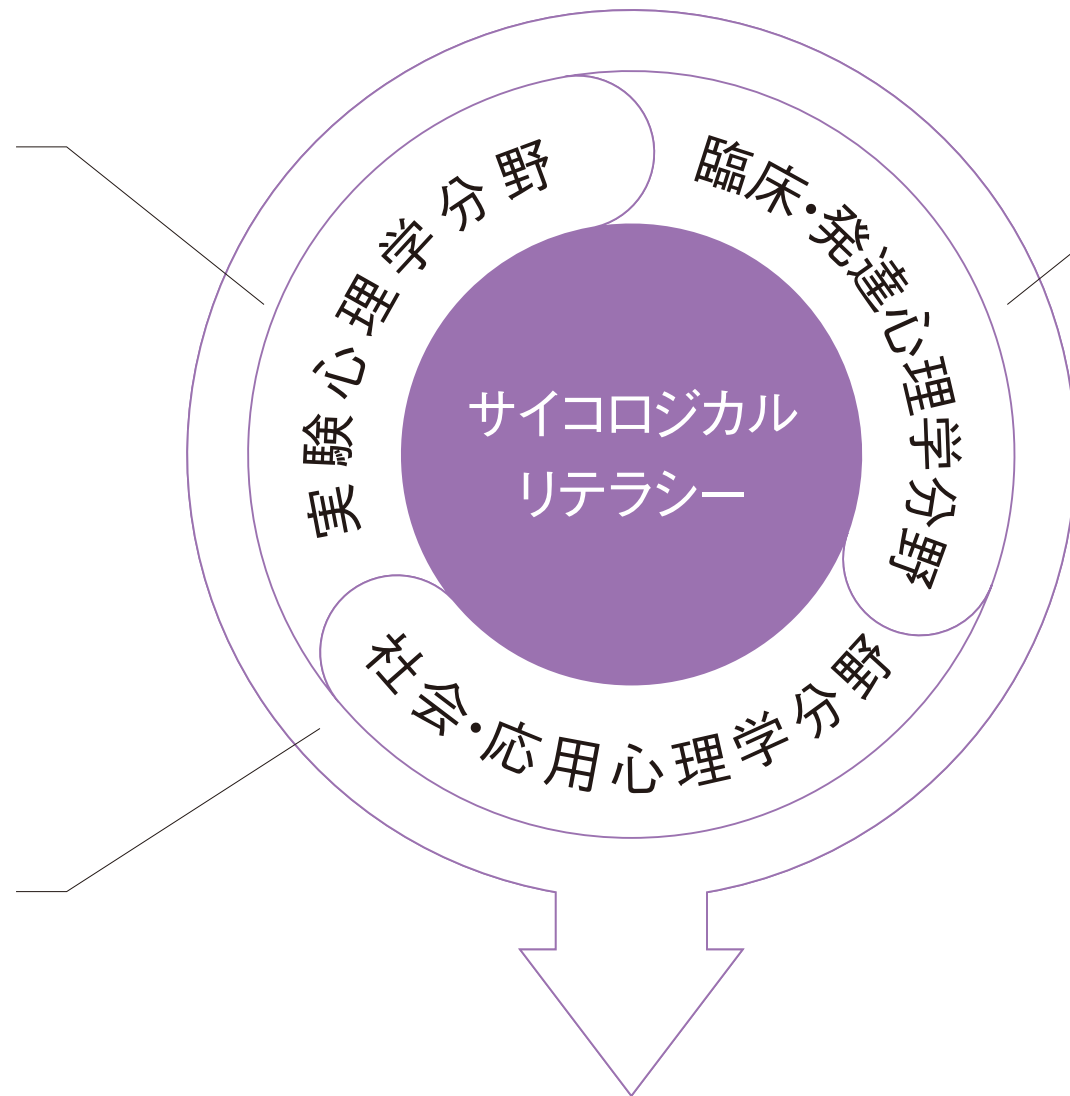 実験心理学分野
臨床・発達心理学分野
サイコロジカル
リテラシー
社会・応用心理学分野